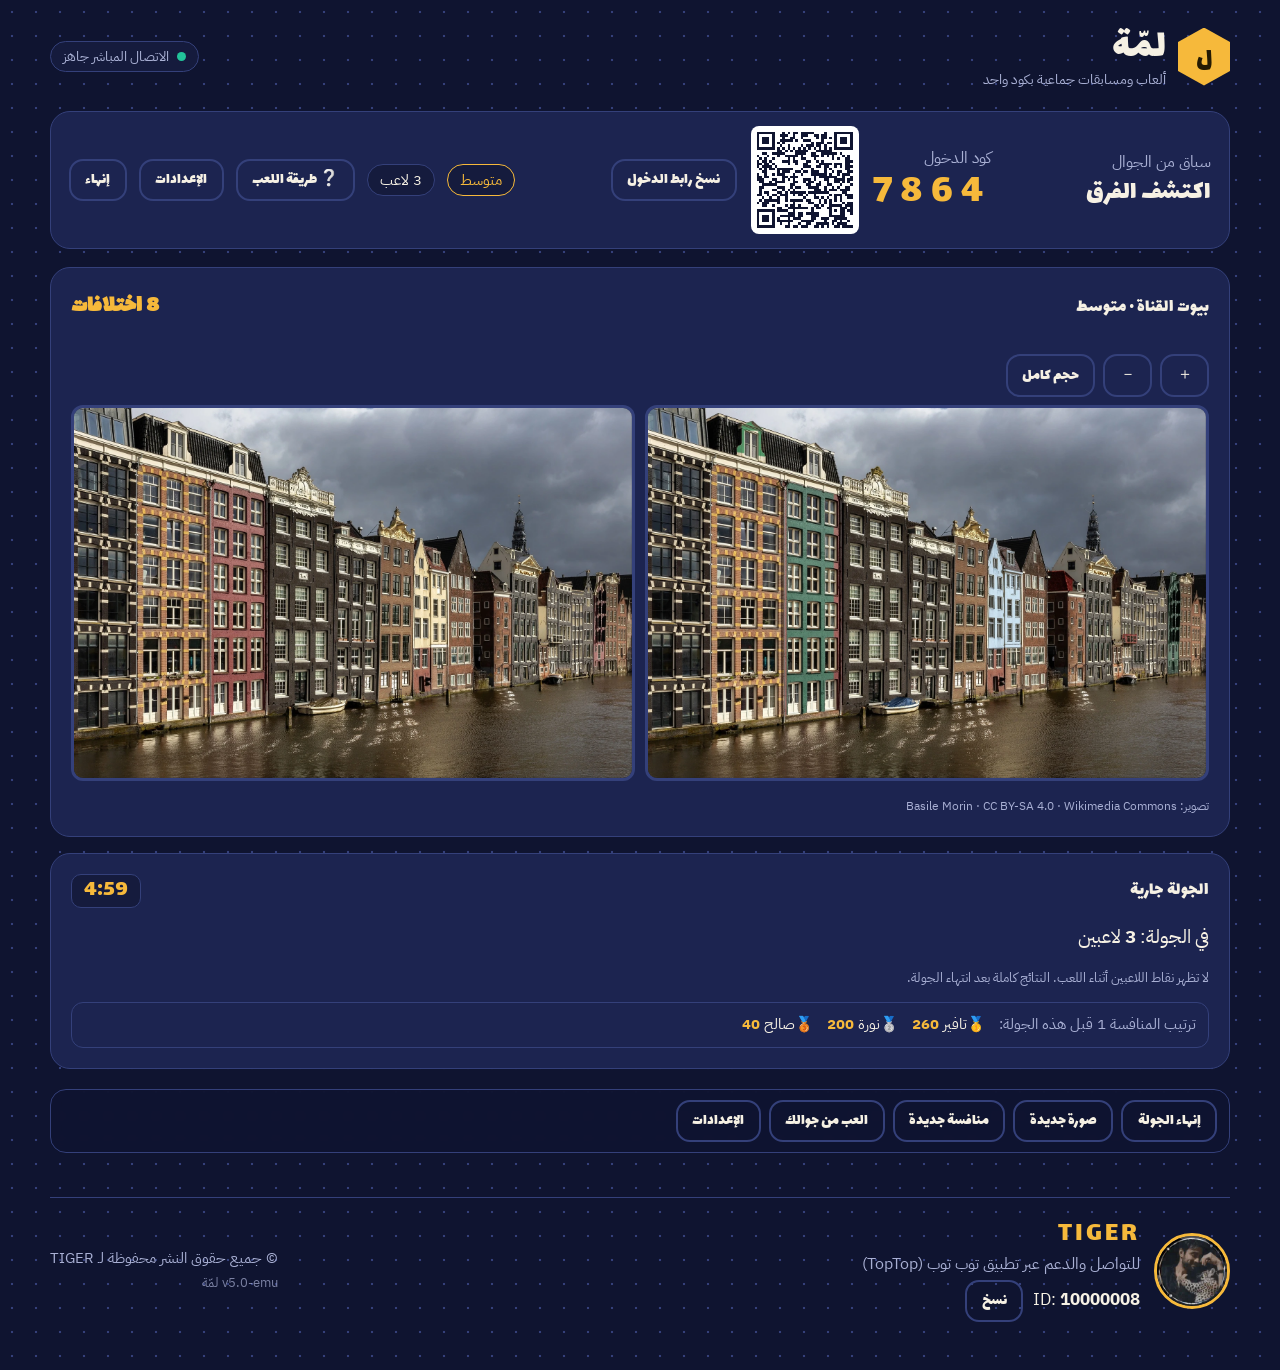 ل
لمّة
ألعاب ومسابقات جماعية بكود واحد
الاتصال المباشر جاهز
سباق من الجوال
اكتشف الفرق
كود الدخول
7864
نسخ رابط الدخول
متوسط
3 لاعب
❔ طريقة اللعب
الإعدادات
إنهاء
بيوت القناة · متوسط
8 اختلافات
+
−
حجم كامل
تصوير: Basile Morin · CC BY-SA 4.0 · Wikimedia Commons
الجولة جارية
4:59
في الجولة: 3 لاعبين
لا تظهر نقاط اللاعبين أثناء اللعب. النتائج كاملة بعد انتهاء الجولة.
ترتيب المنافسة 1 قبل هذه الجولة: 🥇 تافير 260 🥈 نورة 200 🥉 صالح 40
إنهاء الجولة
صورة جديدة
منافسة جديدة
العب من جوالك
الإعدادات
TIGER
للتواصل والدعم عبر تطبيق توب توب (TopTop)
ID: 10000008
نسخ
© جميع حقوق النشر محفوظة لـ TIGER
لمّة v5.0-emu